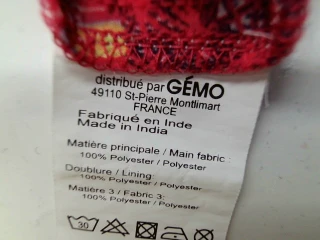 distribué par GÉMO
49110 St-Pierre Montlimart
FRANCE
Fabriqué en Inde
Made in India
Matière principale / Main fabric :
100% Polyester / Polyester
Doublure / Lining:
100% Polyester / Polyester
Matière 3 / Fabric 3:
100% Polyester / Polyester
30